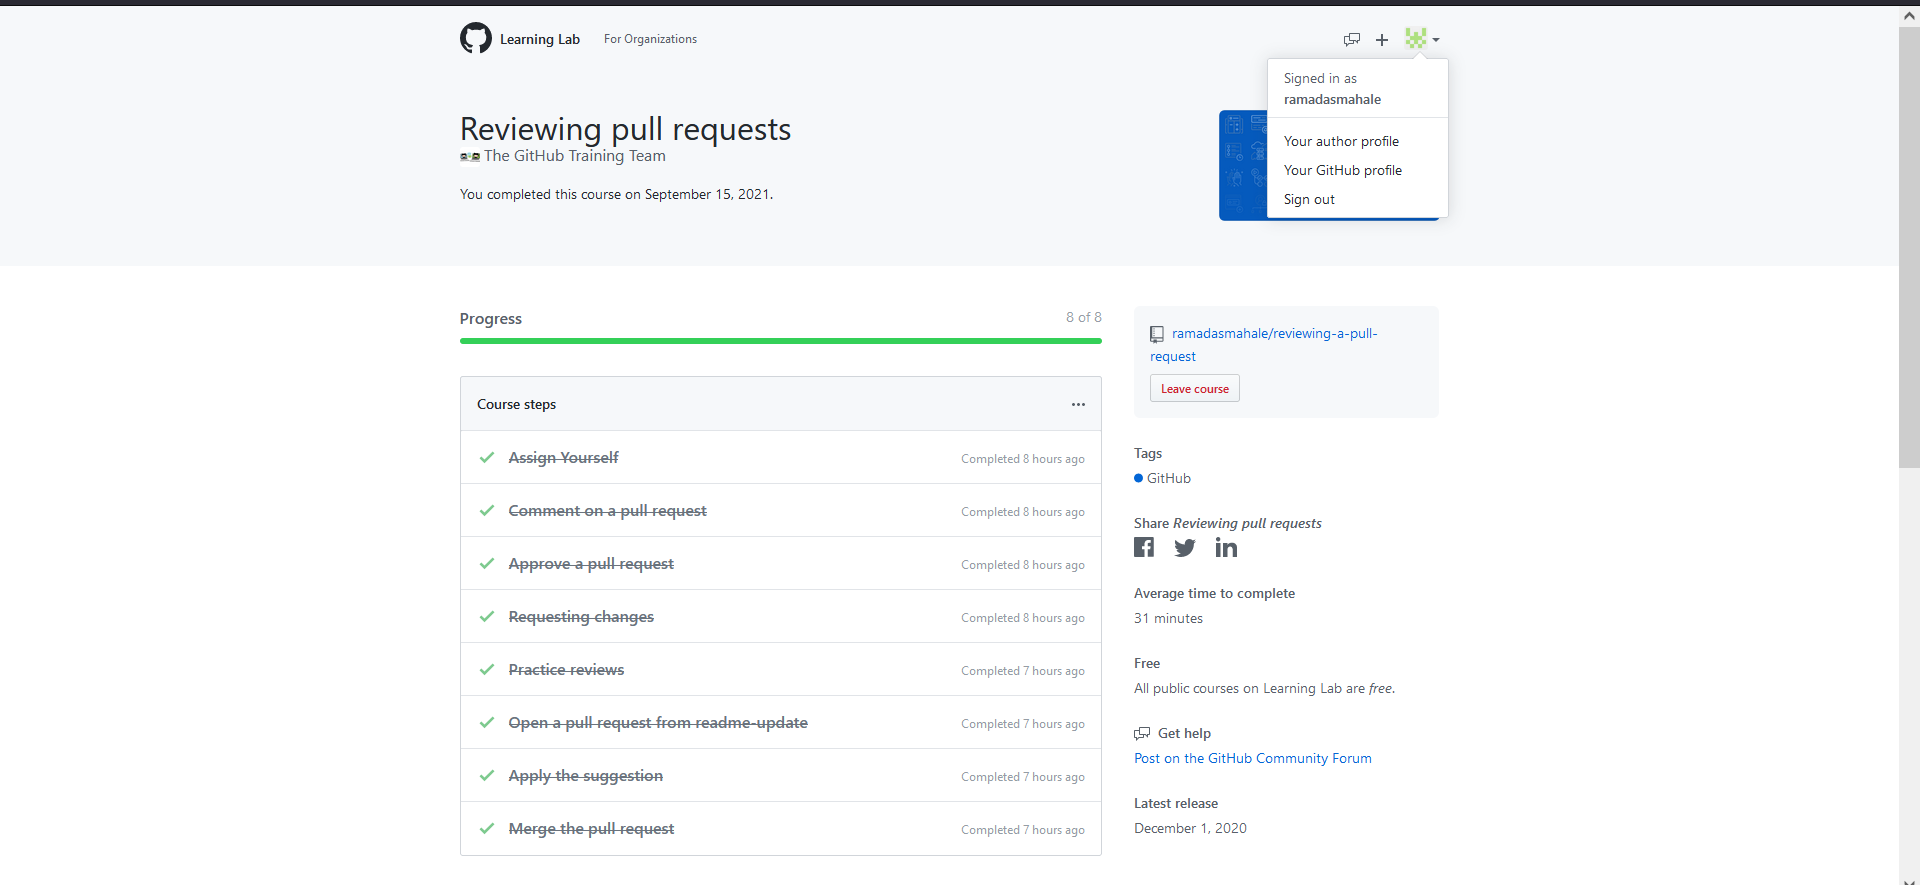 Learning Lab
For Organizations
Signed in as
ramadasmahale
Your author profile
Your GitHub profile
Sign out
Reviewing pull requests
The GitHub Training Team
You completed this course on September 15, 2021.
Progress
8 of 8
Course steps
Assign Yourself
Completed 8 hours ago
Comment on a pull request
Completed 8 hours ago
Approve a pull request
Completed 8 hours ago
Requesting changes
Completed 8 hours ago
Practice reviews
Completed 7 hours ago
Open a pull request from readme-update
Completed 7 hours ago
Apply the suggestion
Completed 7 hours ago
Merge the pull request
Completed 7 hours ago
ramadasmahale/reviewing-a-pull-
request
Leave course
Tags
GitHub
Share Reviewing pull requests
Average time to complete
31 minutes
Free
All public courses on Learning Lab are free.
Get help
Post on the GitHub Community Forum
Latest release
December 1, 2020